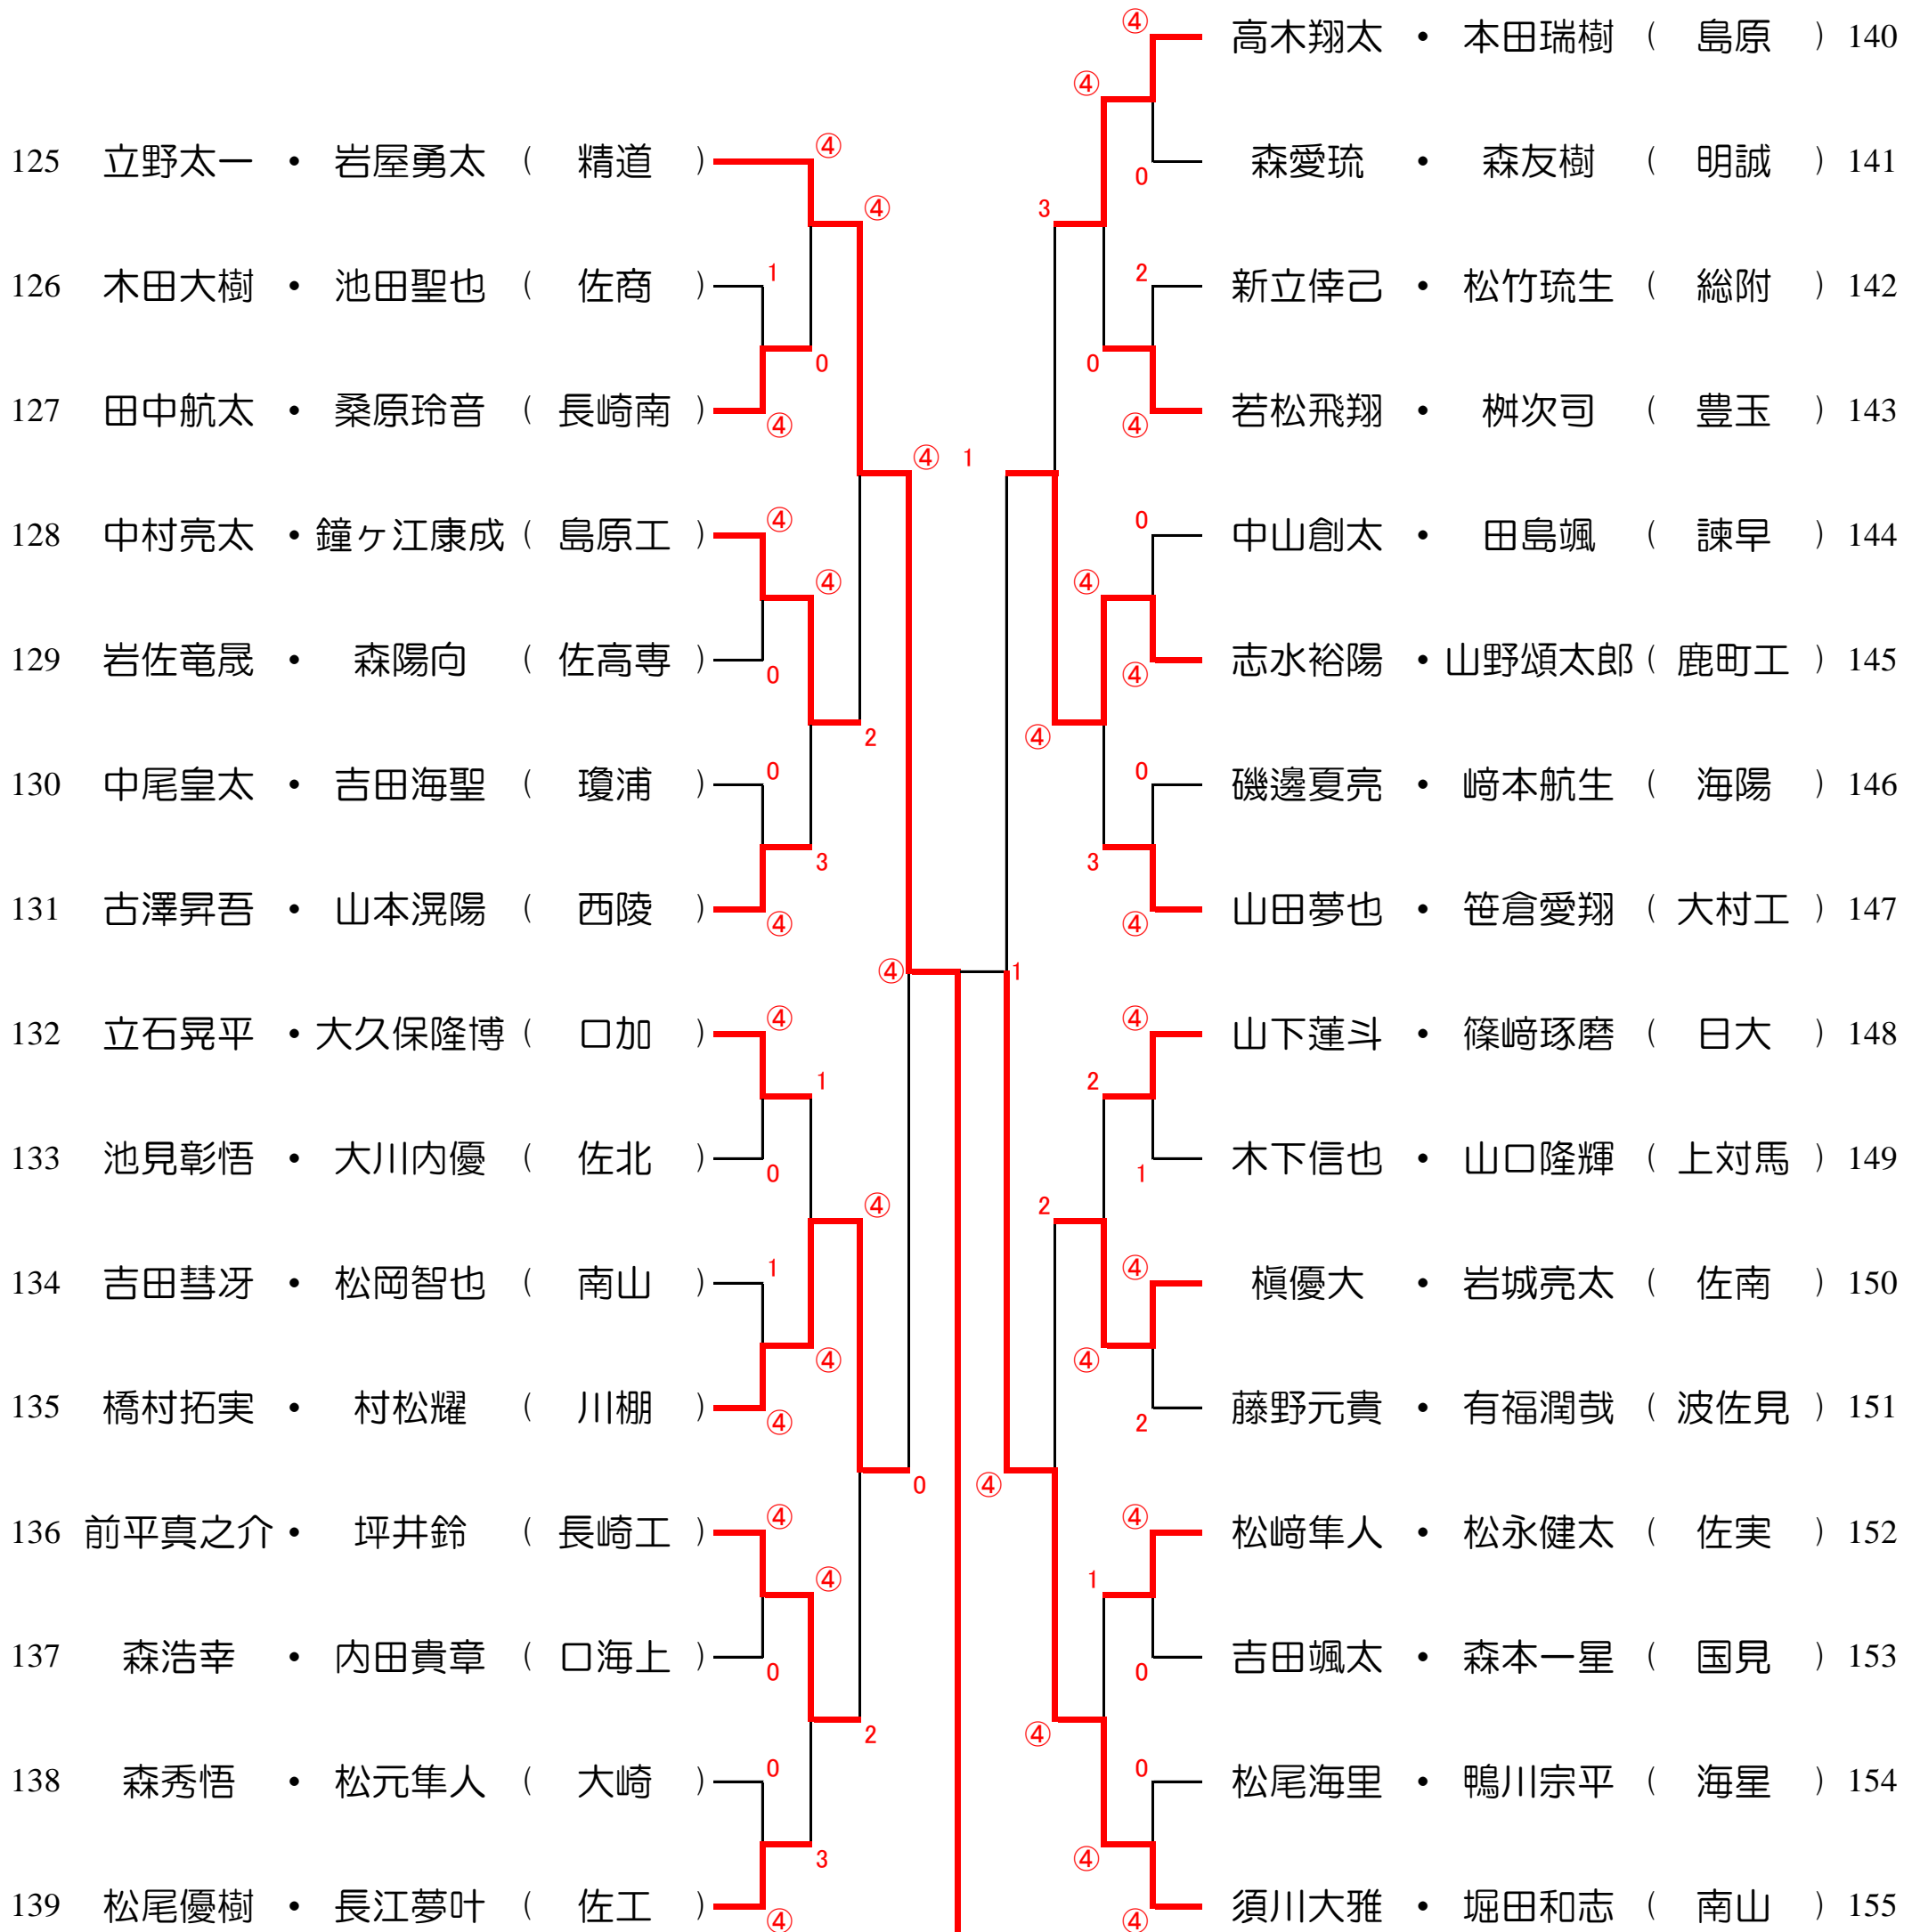 ④
高木翔太 ・ 本田瑞樹 ( 島原 ) 140
④
125 立野太一 ・ 岩屋勇太 ( 精道 ) ④
0 森愛琉 ・ 森友樹 ( 明誠 ) 141
④ 3
126 木田大樹 ・ 池田聖也 ( 佐商 ) 1
2 新立倖己 ・ 松竹琉生 ( 総附 ) 142
0 0
127 田中航太 ・ 桑原玲音 ( 長崎南 ) ④
④ 若松飛翔 ・ 桝次司 ( 豊玉 ) 143
④ 1
128 中村亮太 ・ 鐘ヶ江康成 ( 島原工 ) ④
0 中山創太 ・ 田島颯 ( 諫早 ) 144
④ ④
129 岩佐竜晟 ・ 森陽向 ( 佐高専 ) 0
④ 志水裕陽 ・ 山野頌太郎 ( 鹿町工 ) 145
2 ④
130 中尾皇太 ・ 吉田海聖 ( 瓊浦 ) 0
0 磯邊夏亮 ・ 﨑本航生 ( 海陽 ) 146
3 3
131 古澤昇吾 ・ 山本滉陽 ( 西陵 ) ④
④ 山田夢也 ・ 笹倉愛翔 ( 大村工 ) 147
④ 1
132 立石晃平 ・ 大久保隆博 ( 口加 ) ④
④ 山下蓮斗 ・ 篠﨑琢磨 ( 日大 ) 148
1 2
133 池見彰悟 ・ 大川内優 ( 佐北 ) 0
1 木下信也 ・ 山口隆輝 ( 上対馬 ) 149
④ 2
134 吉田彗冴 ・ 松岡智也 ( 南山 ) 1
④ 槇優大 ・ 岩城亮太 ( 佐南 ) 150
④ ④
135 橋村拓実 ・ 村松耀 ( 川棚 ) ④
2 藤野元貴 ・ 有福潤哉 ( 波佐見 ) 151
0 ④
136 前平真之介 ・ 坪井鈴 ( 長崎工 ) ④
④ 松﨑隼人 ・ 松永健太 ( 佐実 ) 152
④ 1
137 森浩幸 ・ 内田貴章 ( 口海上 ) 0
0 吉田颯太 ・ 森本一星 ( 国見 ) 153
2 ④
138 森秀悟 ・ 松元隼人 ( 大崎 ) 0
0 松尾海里 ・ 鴨川宗平 ( 海星 ) 154
3 ④
139 松尾優樹 ・ 長江夢叶 ( 佐工 ) ④
④ 須川大雅 ・ 堀田和志 ( 南山 ) 155